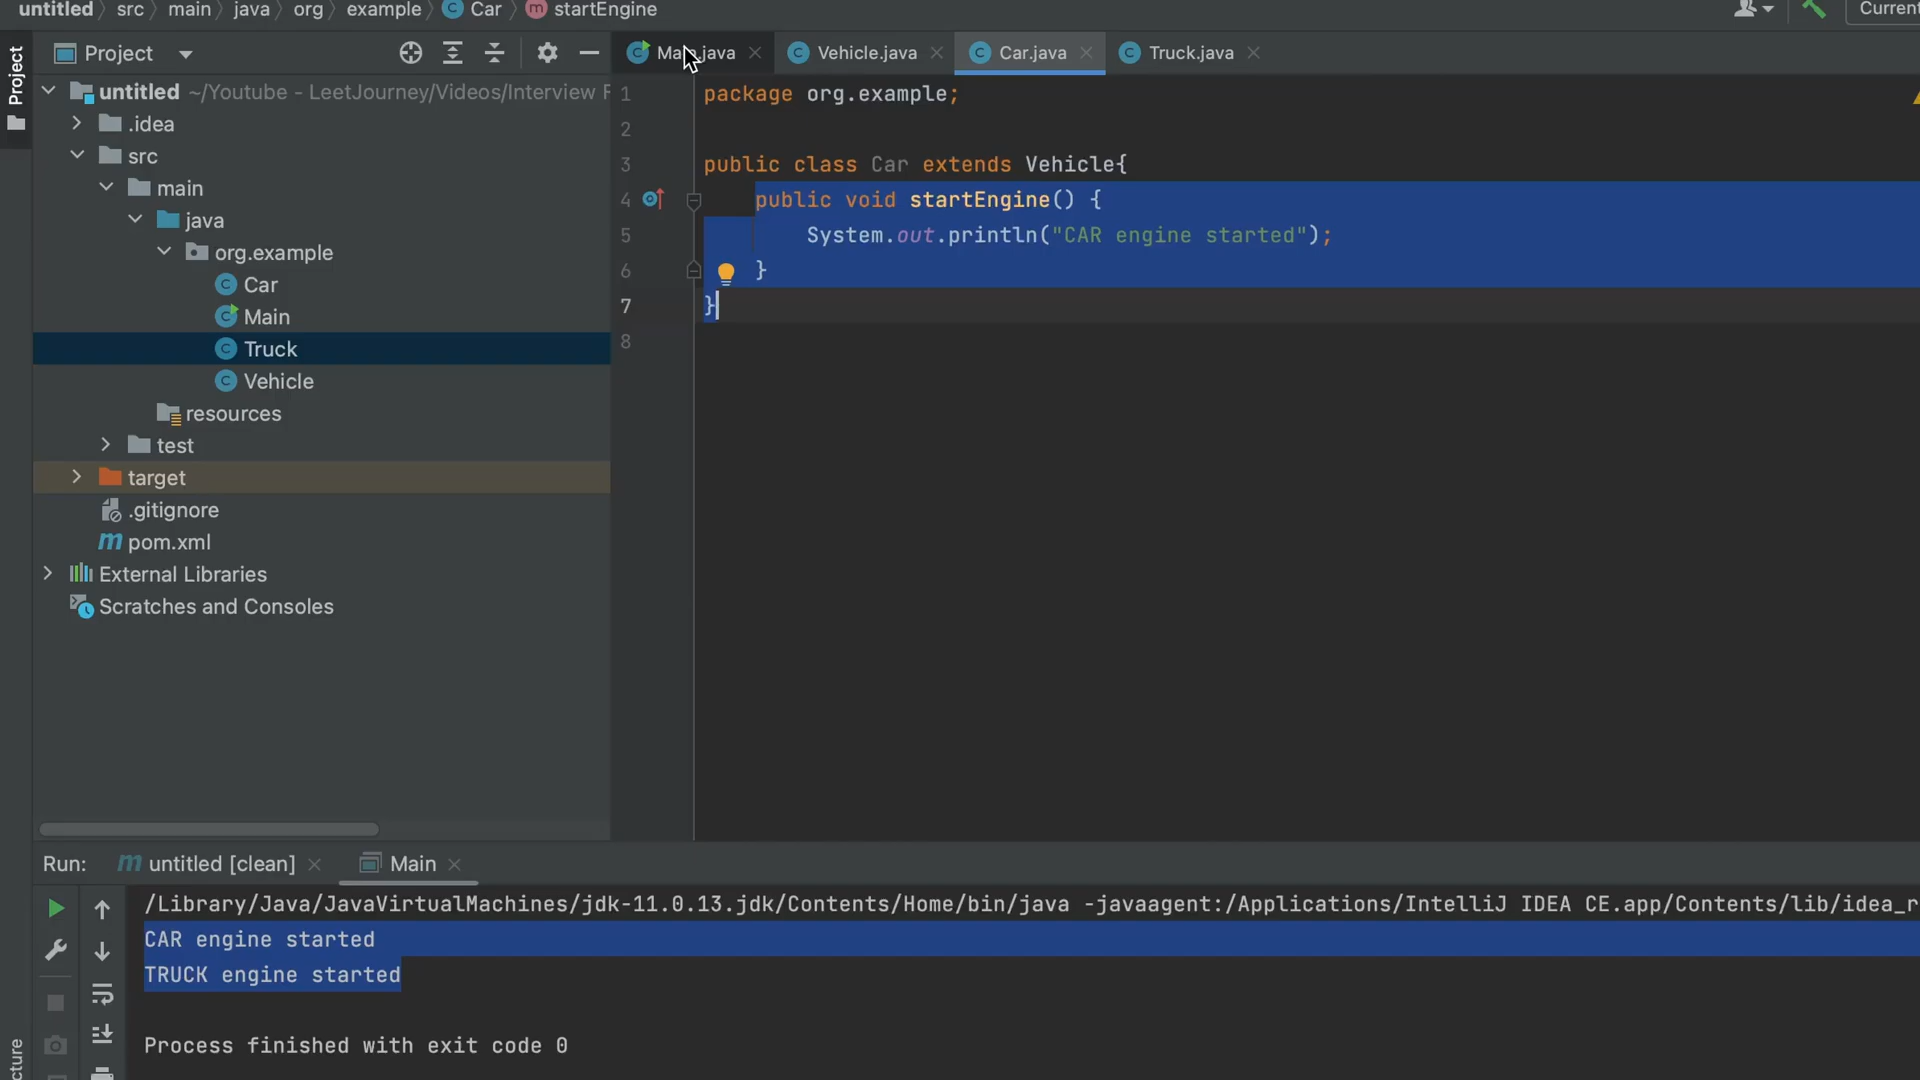 untitled src main java org example Car startEngine Current
Project
Project
Main.java Vehicle.java Car.java Truck.java
untitled ~/Youtube - LeetJourney/Videos/Interview
.idea
src
main
java
org.example
Car
Main
Truck
Vehicle
resources
test
target
.gitignore
pom.xml
External Libraries
Scratches and Consoles
1 package org.example;
2
3 public class Car extends Vehicle{
4 public void startEngine() {
5 System.out.println("CAR engine started");
6 }
7 }
8
Run: untitled [clean] Main
/Library/Java/JavaVirtualMachines/jdk-11.0.13.jdk/Contents/Home/bin/java -javaagent:/Applications/IntelliJ IDEA CE.app/Contents/lib/idea_r
CAR engine started
TRUCK engine started
Process finished with exit code 0